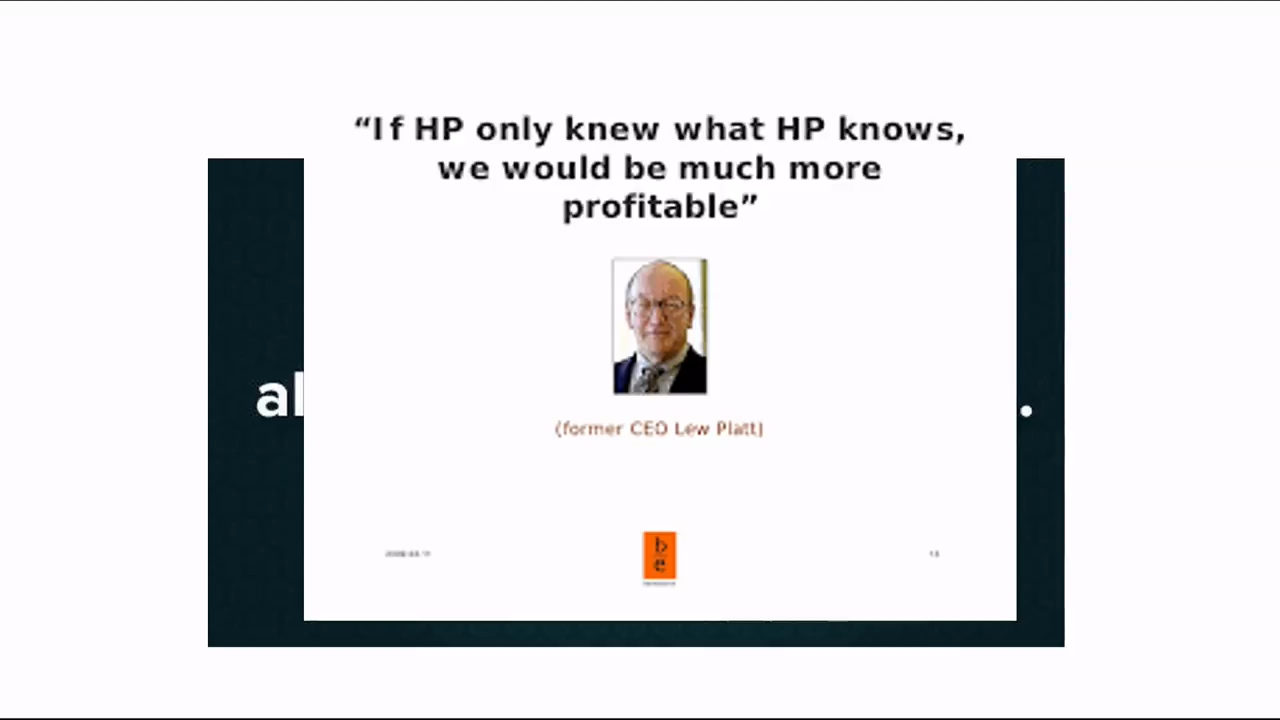 “If HP only knew what HP knows,
we would be much more
profitable”
al
.
(former CEO Lew Platt)
b
e